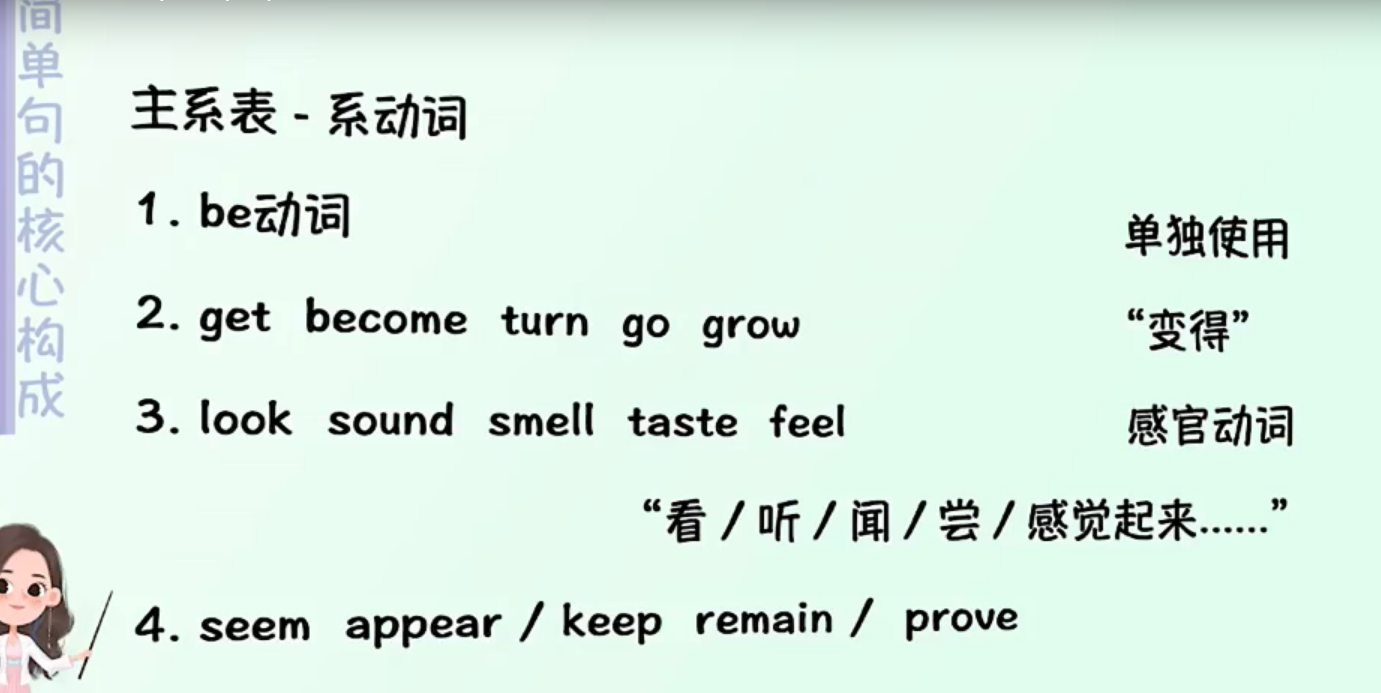 简单句的核心构成
主系表 - 系动词
1. be动词 单独使用
2. get become turn go grow “变得”
3. look sound smell taste feel 感官动词
“看 / 听 / 闻 / 尝 / 感觉起来......”
4. seem appear / keep remain / prove